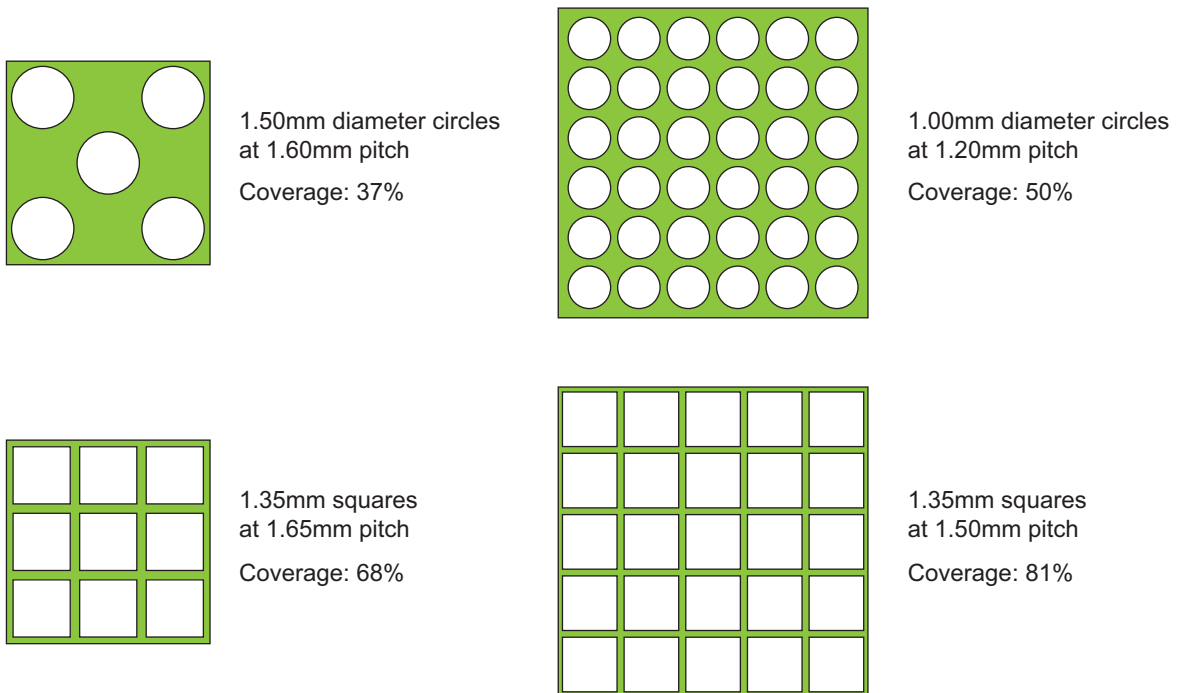 1.50mm diameter circles
at 1.60mm pitch
Coverage: 37%
1.00mm diameter circles
at 1.20mm pitch
Coverage: 50%
1.35mm squares
at 1.65mm pitch
Coverage: 68%
1.35mm squares
at 1.50mm pitch
Coverage: 81%